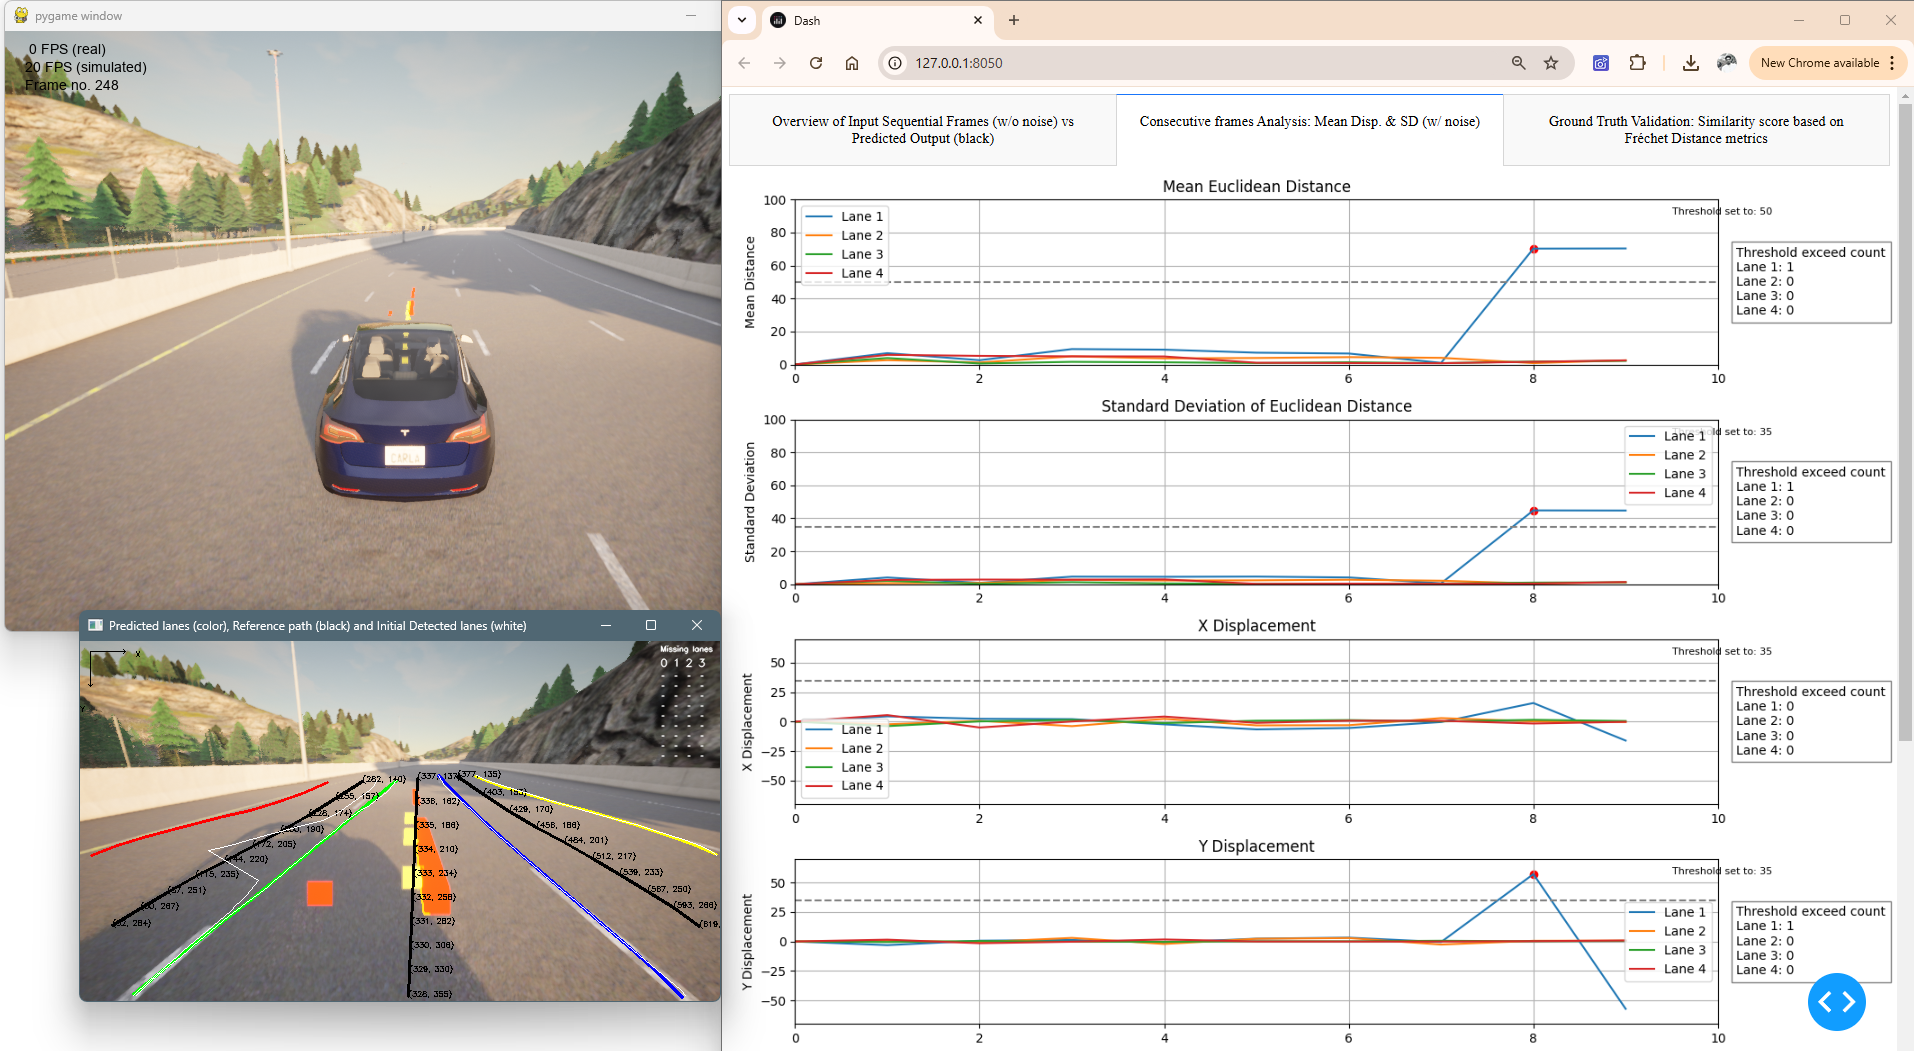 pygame window
0 FPS (real)
20 FPS (simulated)
Frame no. 248
CARLA
Predicted lanes (color), Reference path (black) and Initial Detected lanes (white)
X
Missing lanes
0 1 2 3
(282, 140)
(255, 157)
(228, 174)
(172, 205)
(144, 220)
(115, 235)
(337, 137)
(336, 162)
(335, 186)
(334, 210)
(333, 234)
(332, 258)
(331, 282)
(330, 306)
(329, 330)
(328, 355)
(377, 135)
(403, 153)
(429, 170)
(456, 186)
(484, 201)
(512, 217)
(539, 233)
(567, 250)
(593, 266)
(619,
Dash
127.0.0.1:8050
New Chrome available
Overview of Input Sequential Frames (w/o noise) vs
Predicted Output (black)
Consecutive frames Analysis: Mean Disp. & SD (w/ noise)
Ground Truth Validation: Similarity score based on
Fréchet Distance metrics
Mean Euclidean Distance
Threshold set to: 50
Mean Distance
100
80
60
40
20
0
0 2 4 6 8 10
Lane 1
Lane 2
Lane 3
Lane 4
Threshold exceed count
Lane 1: 1
Lane 2: 0
Lane 3: 0
Lane 4: 0
Standard Deviation of Euclidean Distance
Threshold set to: 35
Standard Deviation
100
80
60
40
20
0
0 2 4 6 8 10
Lane 1
Lane 2
Lane 3
Lane 4
Threshold exceed count
Lane 1: 1
Lane 2: 0
Lane 3: 0
Lane 4: 0
X Displacement
Threshold set to: 35
X Displacement
50
25
0
−25
−50
0 2 4 6 8 10
Lane 1
Lane 2
Lane 3
Lane 4
Threshold exceed count
Lane 1: 0
Lane 2: 0
Lane 3: 0
Lane 4: 0
Y Displacement
Threshold set to: 35
Y Displacement
50
25
0
−25
−50
0 2 4 6 8 10
Lane 1
Lane 2
Lane 3
Lane 4
Threshold exceed count
Lane 1: 1
Lane 2: 0
Lane 3: 0
Lane 4: 0